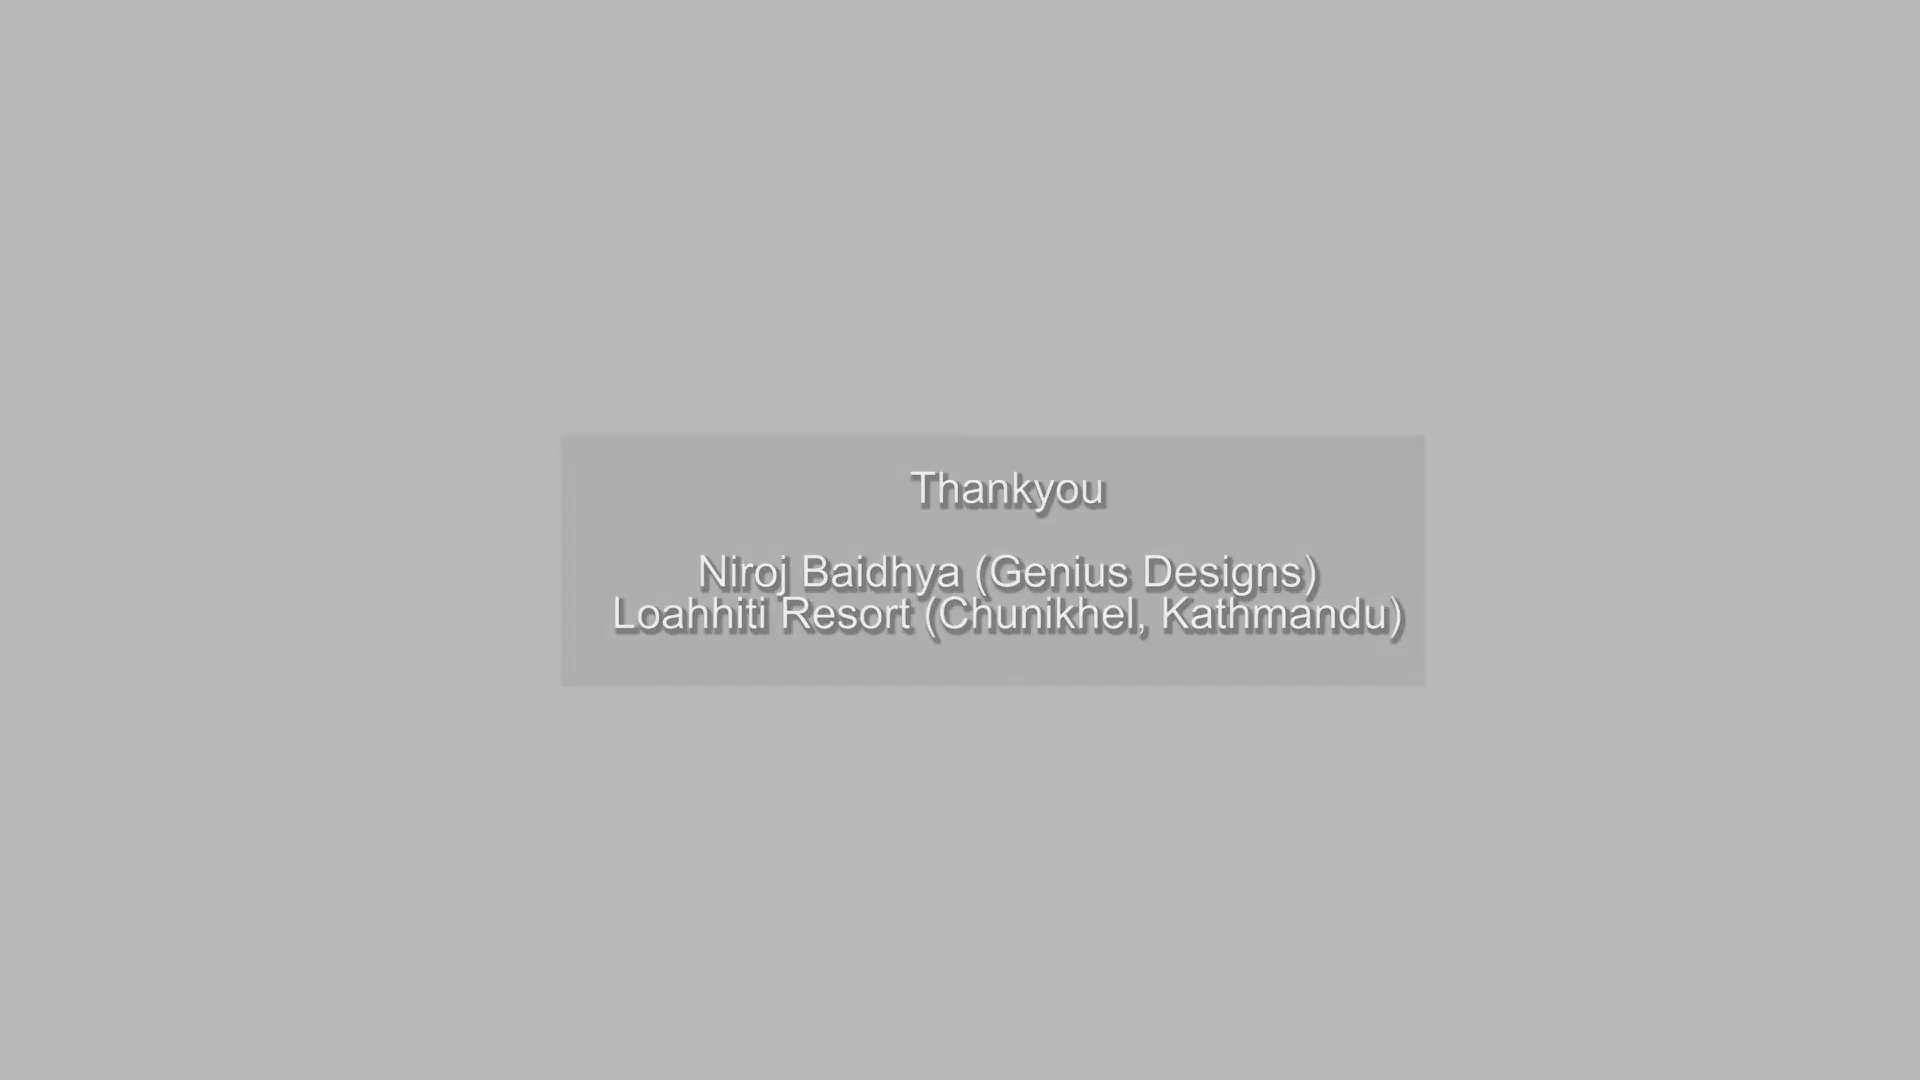 Thankyou
Niroj Baidhya (Genius Designs)
Loahhiti Resort (Chunikhel, Kathmandu)